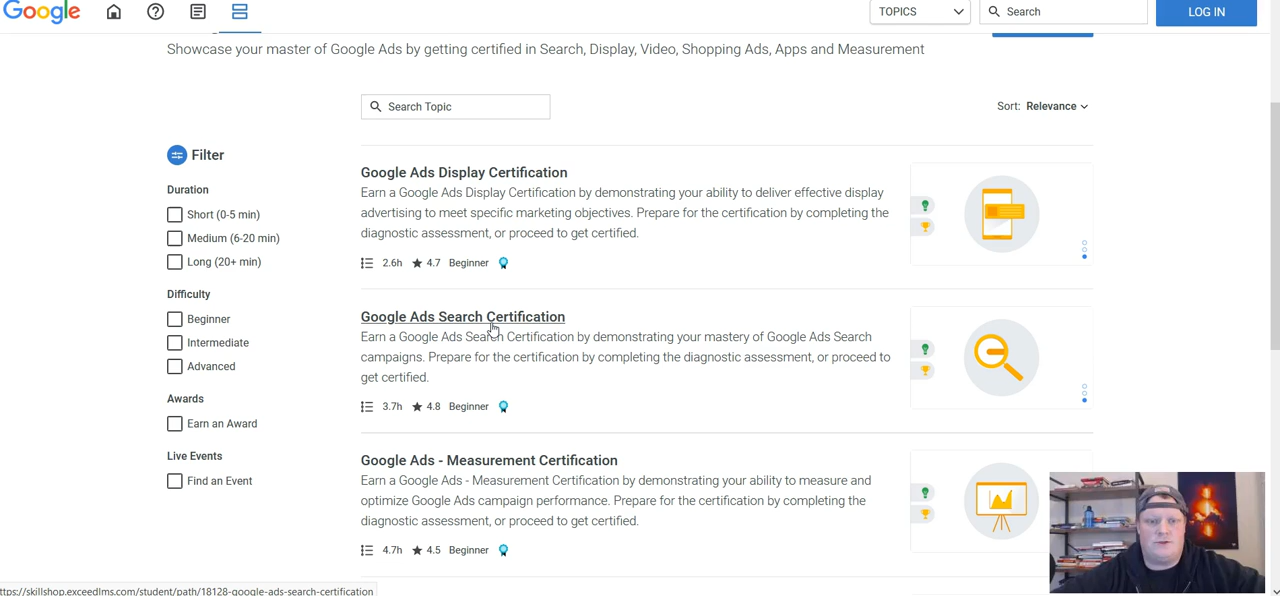 Google
TOPICS
Search
LOG IN
Showcase your master of Google Ads by getting certified in Search, Display, Video, Shopping Ads, Apps and Measurement
Search Topic
Sort: Relevance
Filter
Duration
Short (0-5 min)
Medium (6-20 min)
Long (20+ min)
Difficulty
Beginner
Intermediate
Advanced
Awards
Earn an Award
Live Events
Find an Event
Google Ads Display Certification
Earn a Google Ads Display Certification by demonstrating your ability to deliver effective display
advertising to meet specific marketing objectives. Prepare for the certification by completing the
diagnostic assessment, or proceed to get certified.
2.6h 4.7 Beginner
Google Ads Search Certification
Earn a Google Ads Search Certification by demonstrating your mastery of Google Ads Search
campaigns. Prepare for the certification by completing the diagnostic assessment, or proceed to
get certified.
3.7h 4.8 Beginner
Google Ads - Measurement Certification
Earn a Google Ads - Measurement Certification by demonstrating your ability to measure and
optimize Google Ads campaign performance. Prepare for the certification by completing the
diagnostic assessment, or proceed to get certified.
4.7h 4.5 Beginner
ttps://skillshop.exceedlms.com/student/path/18128-google-ads-search-certification